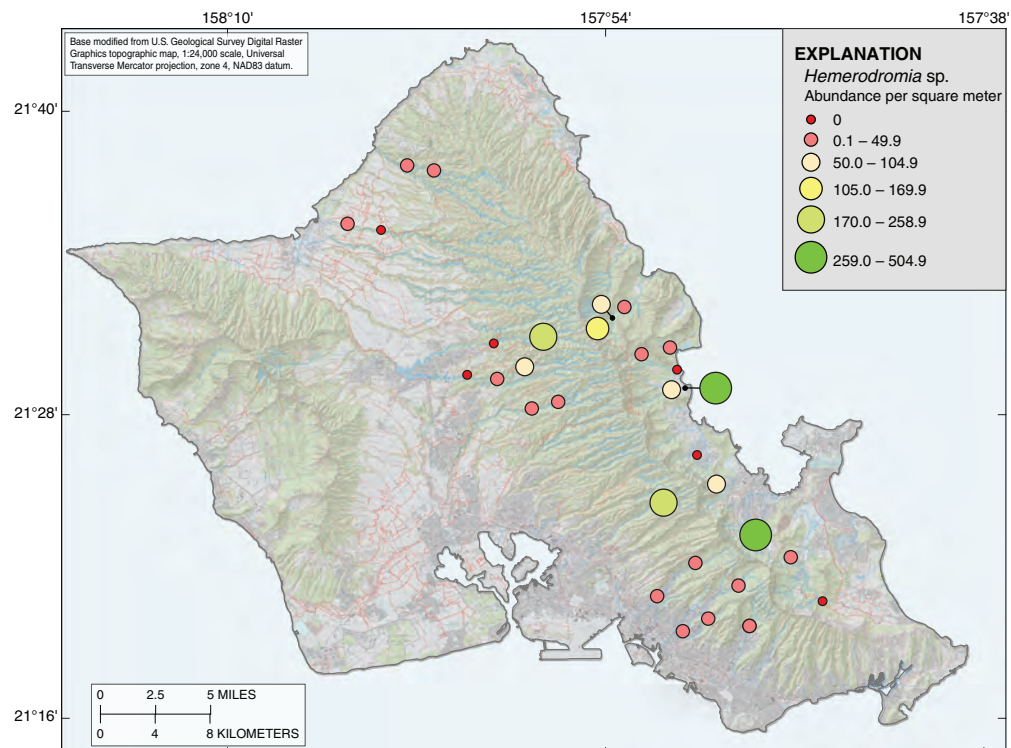 158°10'
157°54'
157°38'
Base modified from U.S. Geological Survey Digital Raster
Graphics topographic map, 1:24,000 scale, Universal
Transverse Mercator projection, zone 4, NAD83 datum.
EXPLANATION
Hemerodromia sp.
Abundance per square meter
0
0.1 – 49.9
50.0 – 104.9
105.0 – 169.9
170.0 – 258.9
259.0 – 504.9
21°40'
21°28'
21°16'
0 2.5 5 MILES
0 4 8 KILOMETERS